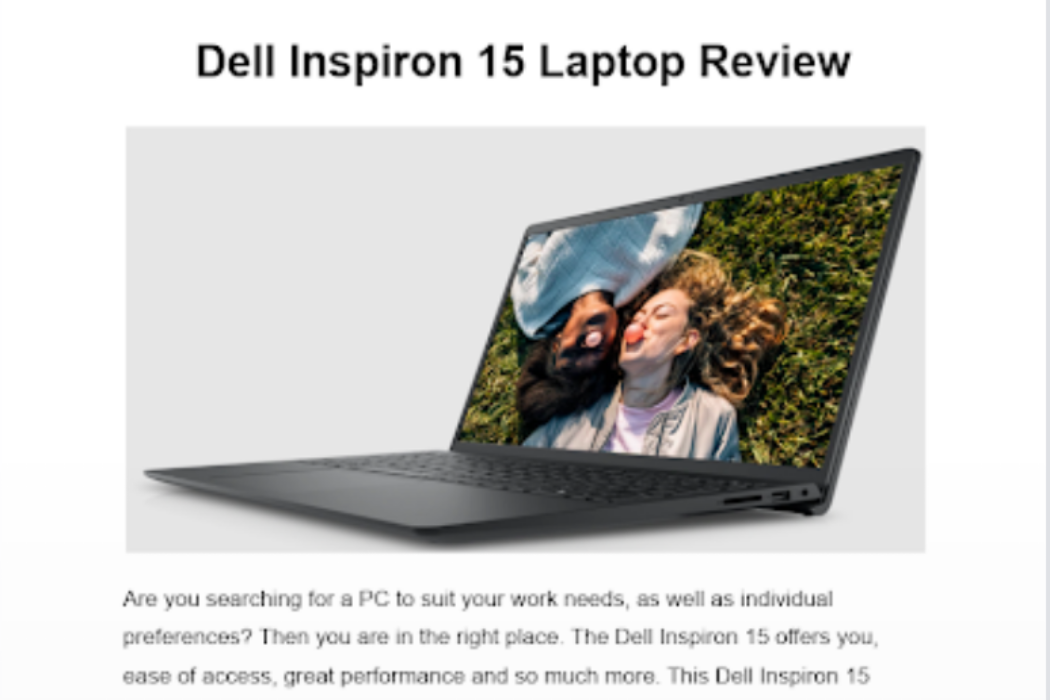 Dell Inspiron 15 Laptop Review
Are you searching for a PC to suit your work needs, as well as individual
preferences? Then you are in the right place. The Dell Inspiron 15 offers you,
ease of access, great performance and so much more. This Dell Inspiron 15